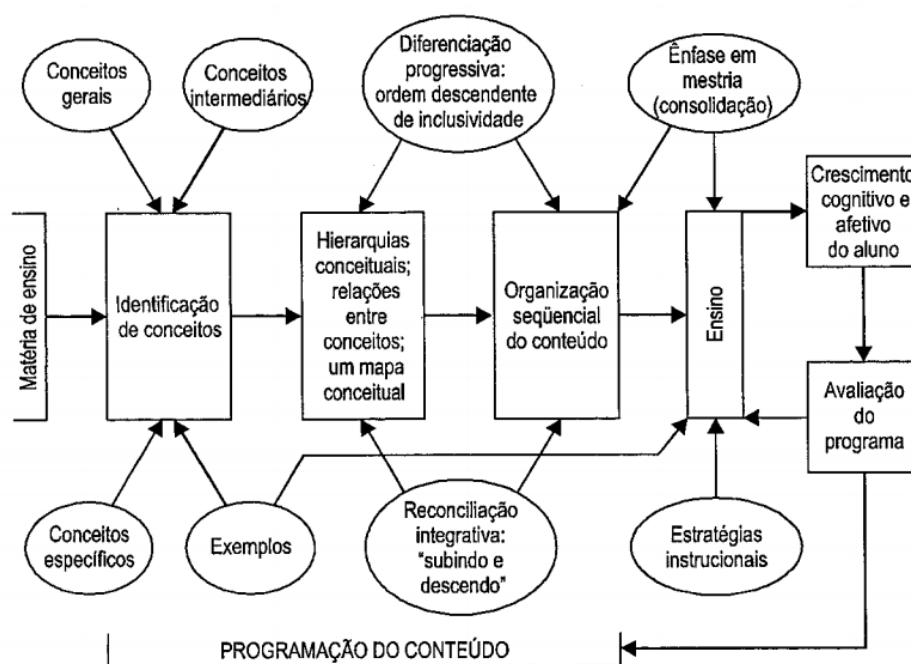 Conceitos
gerais
Conceitos
intermediários
Diferenciação
progressiva:
ordem descendente
de inclusividade
Ênfase em
mestria
(consolidação)
Matéria de ensino
Identificação
de conceitos
Hierarquias
conceituais;
relações
entre
conceitos;
um mapa
conceitual
Organização
seqüencial
do conteúdo
Ensino
Crescimento
cognitivo e
afetivo
do aluno
Avaliação
do
programa
Conceitos
específicos
Exemplos
Reconciliação
integrativa:
"subindo e
descendo"
Estratégias
instrucionais
PROGRAMAÇÃO DO CONTEÚDO